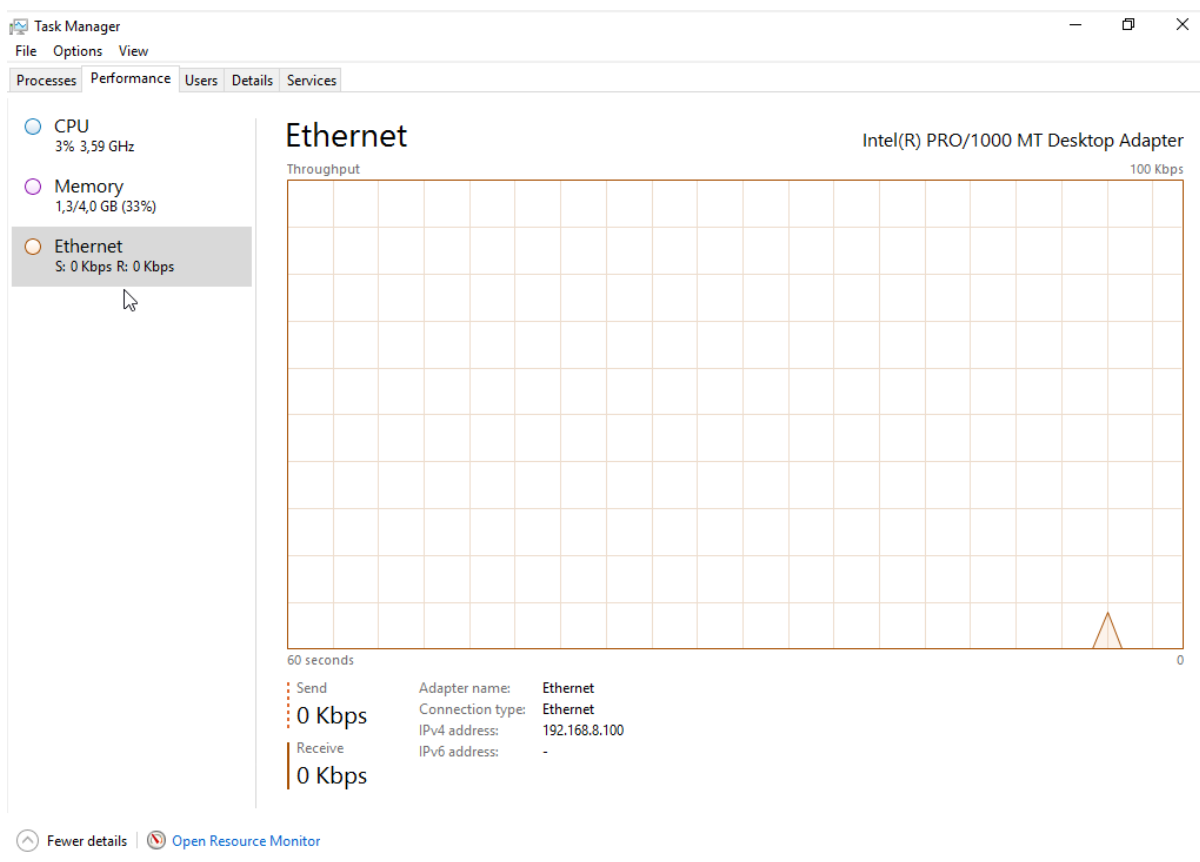 Task Manager
File Options View
Processes Performance Users Details Services
CPU
3% 3,59 GHz
Memory
1,3/4,0 GB (33%)
Ethernet
S: 0 Kbps R: 0 Kbps
Ethernet
Intel(R) PRO/1000 MT Desktop Adapter
Throughput
100 Kbps
60 seconds
0
Send
0 Kbps
Receive
0 Kbps
Adapter name: Ethernet
Connection type: Ethernet
IPv4 address: 192.168.8.100
IPv6 address: -
Fewer details
Open Resource Monitor